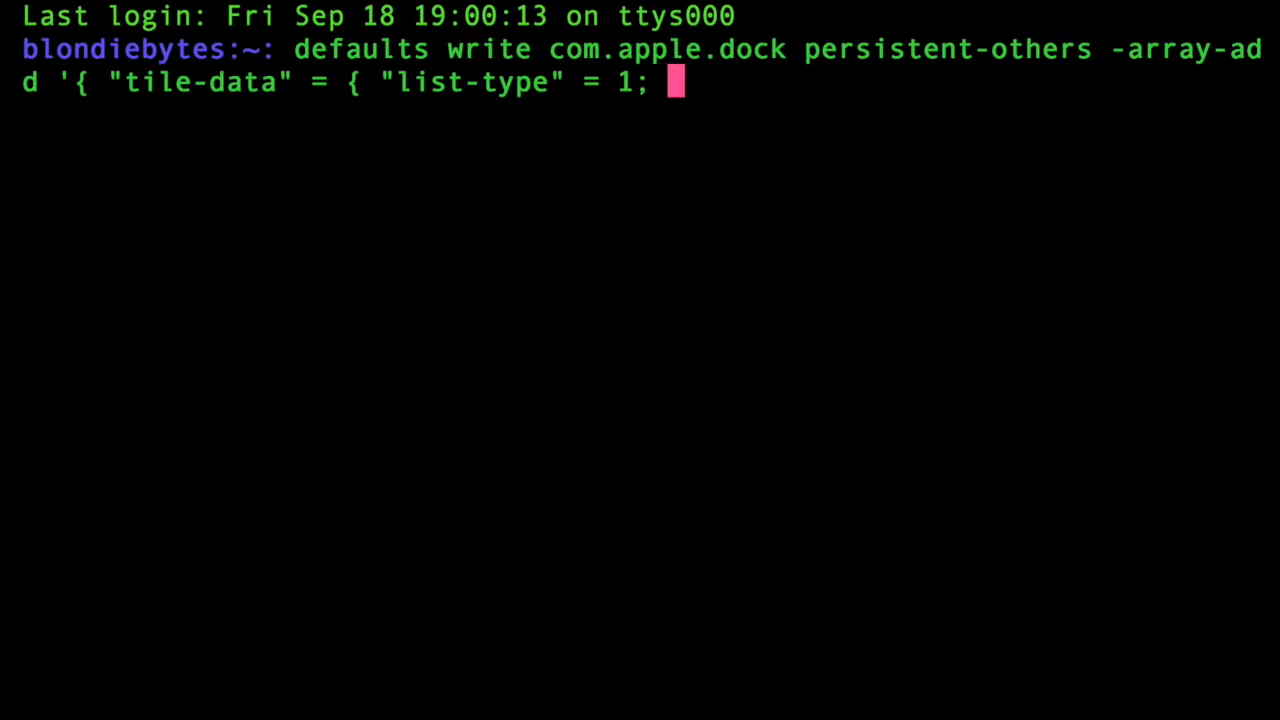 Last login: Fri Sep 18 19:00:13 on ttys000
blondiebytes:~: defaults write com.apple.dock persistent-others -array-ad
d '{ "tile-data" = { "list-type" = 1;